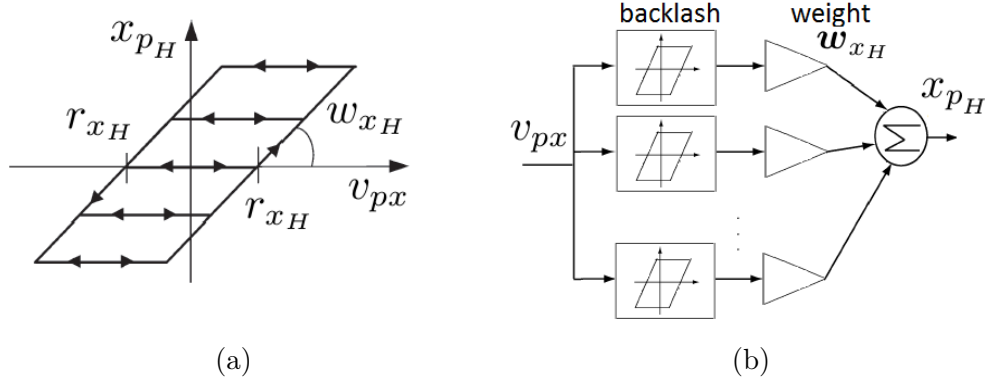 x_{p_H}
r_{x_H}
w_{x_H}
v_{px}
r_{x_H}
(a)
backlash weight
w_{x_H}
x_{p_H}
v_{px}
Σ
(b)